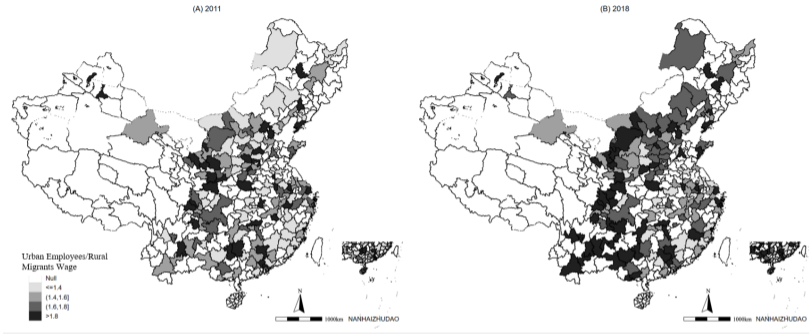 (A) 2011
(B) 2018
Urban Employees/Rural
Migrants Wage
Null
<=1.4
(1.4,1.6]
(1.6,1.8]
>1.8
N
1000km NANHAIZHUDAO
N
1000km NANHAIZHUDAO